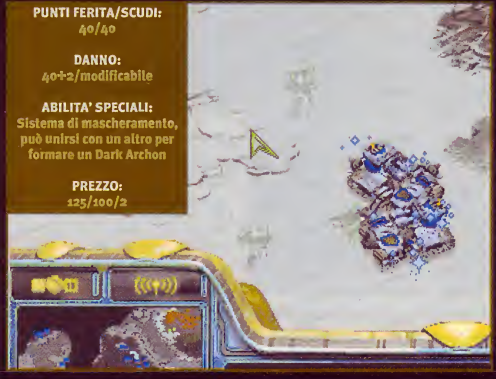 PUNTI FERITA/SCUDI:
40/40
DANNO:
40+2/modificabile
ABILITA' SPECIALI:
Sistema di mascheramento,
può unirsi con un altro per
formare un Dark Archon
PREZZO:
125/100/2